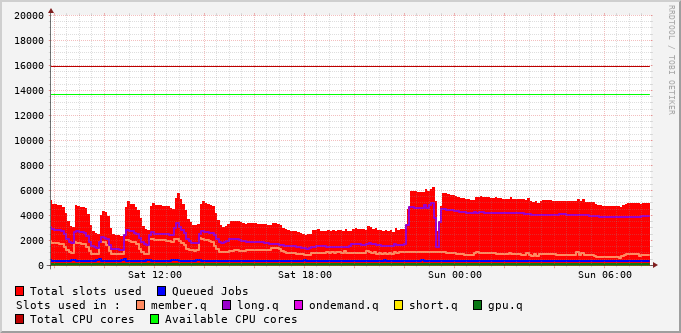 20000
18000
16000
14000
12000
10000
8000
6000
4000
2000
0
Sat 12:00 Sat 18:00 Sun 00:00 Sun 06:00
RRDTOOL / TOBI OETIKER
Total slots used Queued Jobs
Slots used in : member.q long.q ondemand.q short.q gpu.q
Total CPU cores Available CPU cores